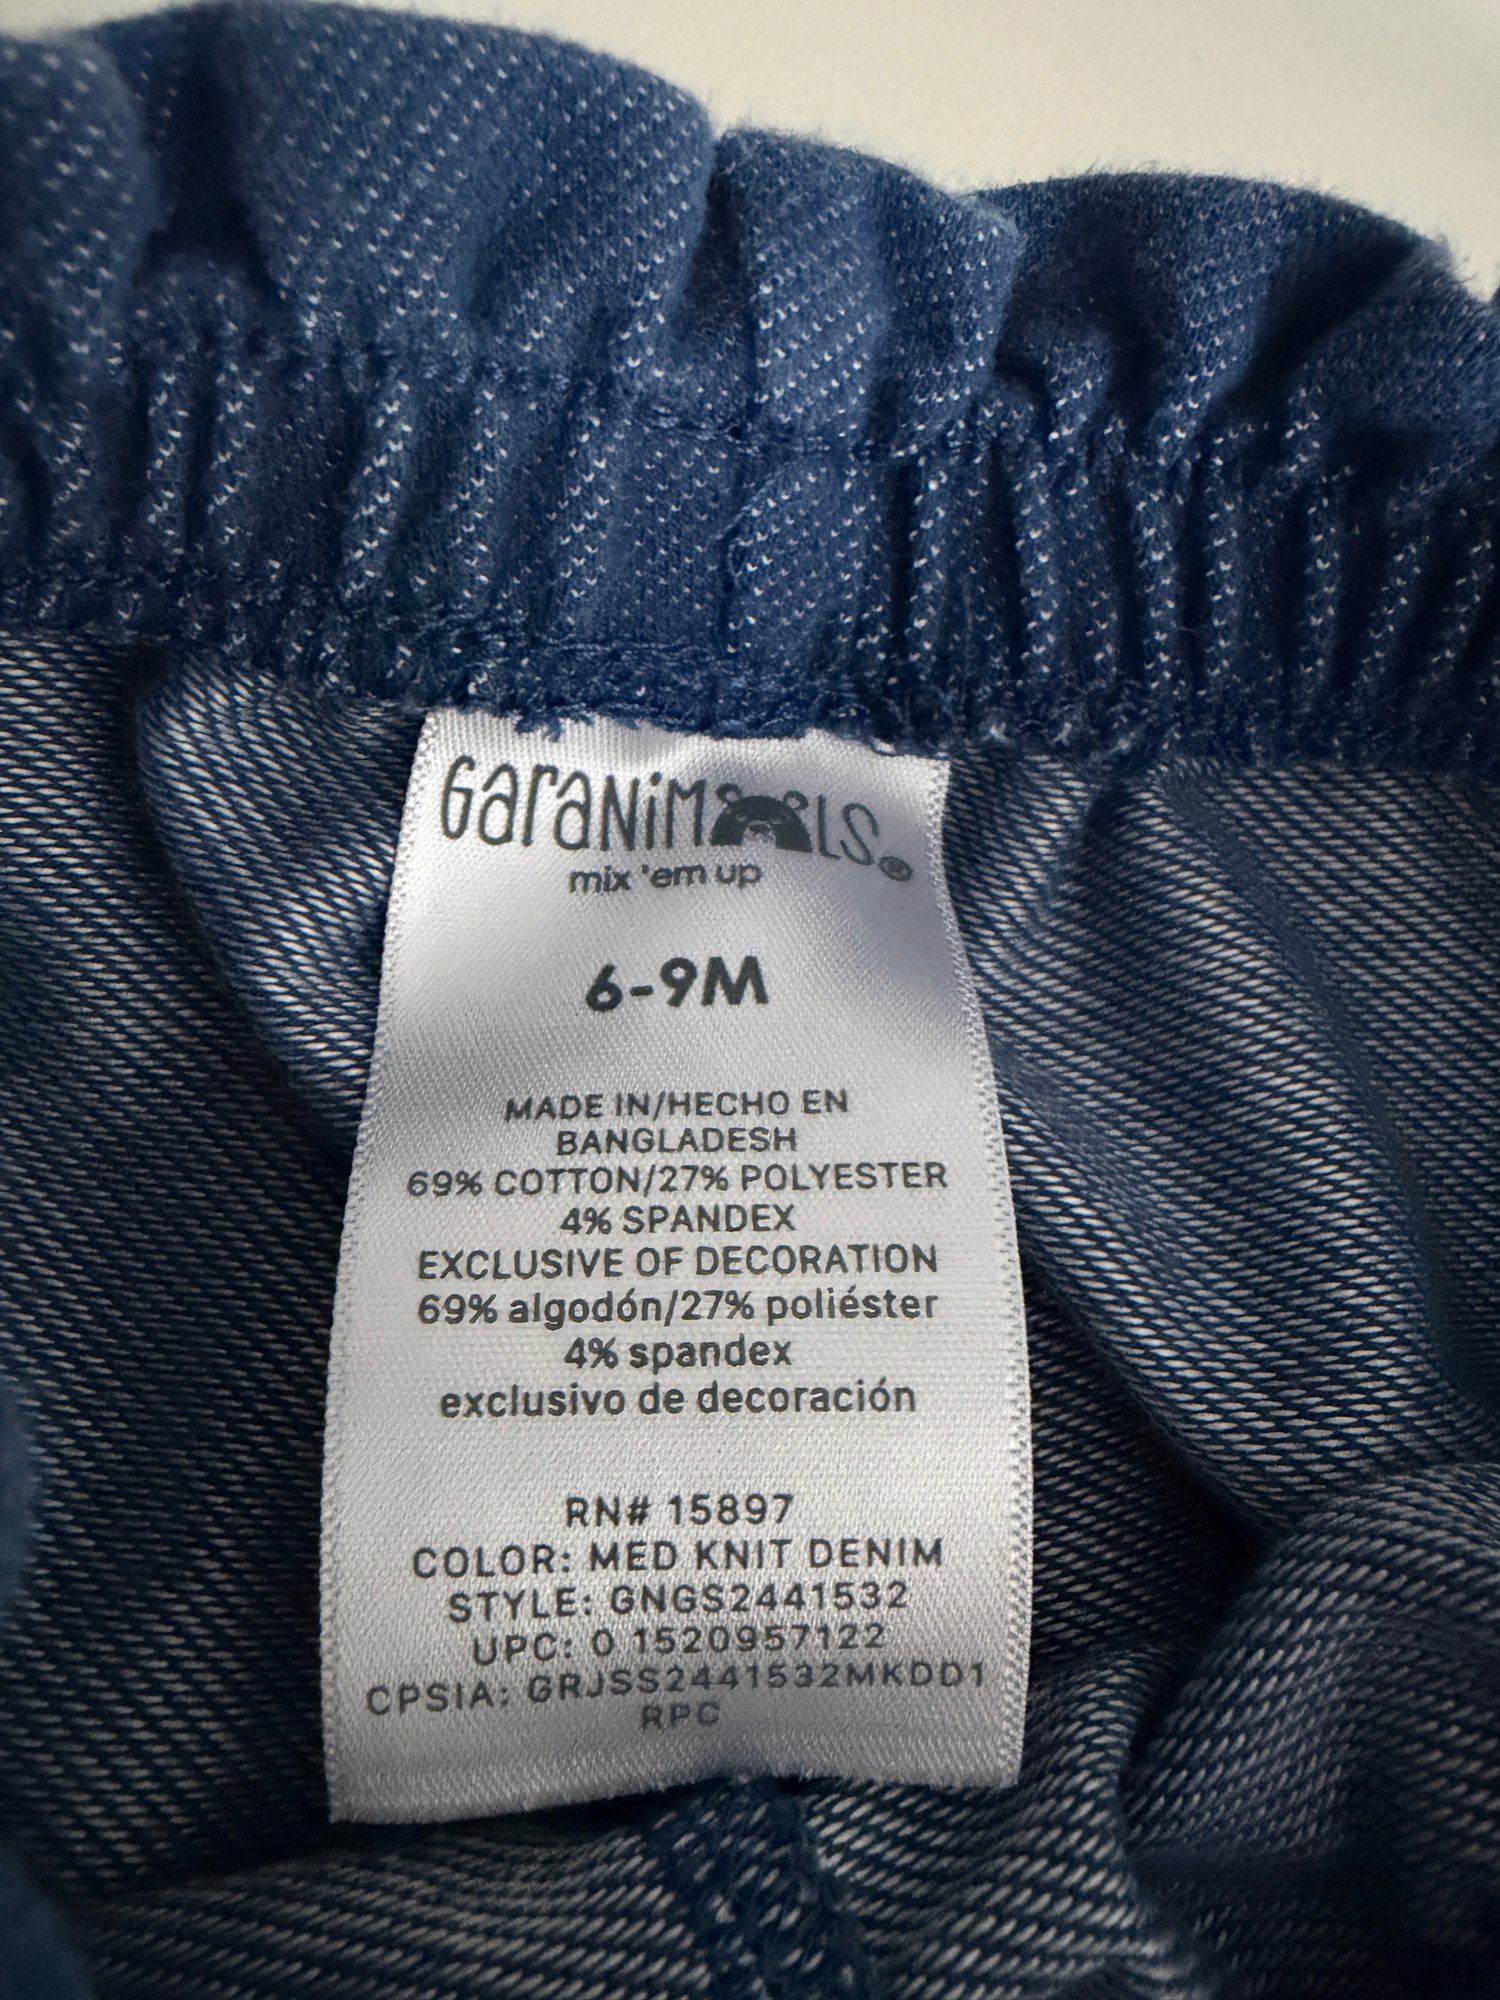 GaraNiMaLS®
mix 'em up
6-9M
MADE IN/HECHO EN
BANGLADESH
69% COTTON/27% POLYESTER
4% SPANDEX
EXCLUSIVE OF DECORATION
69% algodón/27% poliéster
4% spandex
exclusivo de decoración
RN# 15897
COLOR: MED KNIT DENIM
STYLE: GNGS2441532
UPC: 0 1520957122
CPSIA: GRJSS2441532MKDD1
RPC